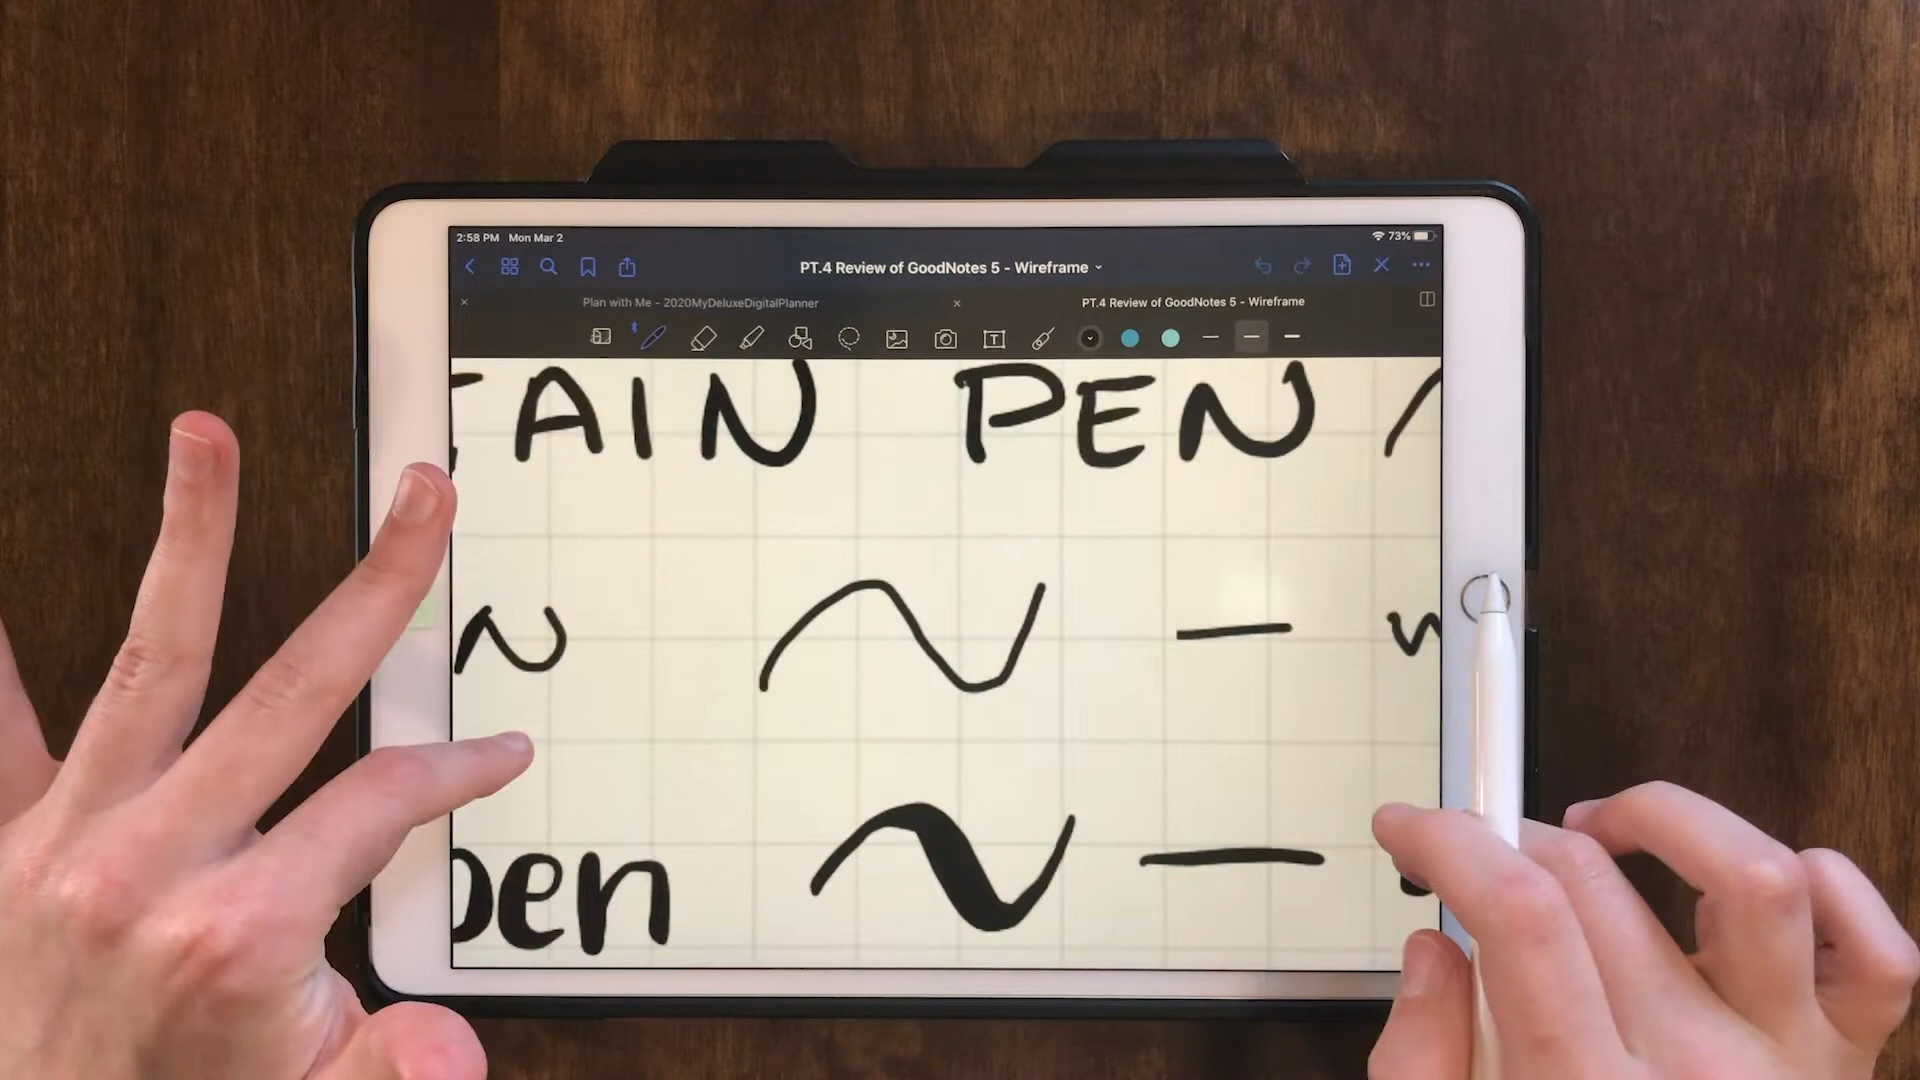 2:58 PM Mon Mar 2 73%
PT.4 Review of GoodNotes 5 - Wireframe
Plan with Me - 2020MyDeluxeDigitalPlanner PT.4 Review of GoodNotes 5 - Wireframe
T
TAIN PEN
pen